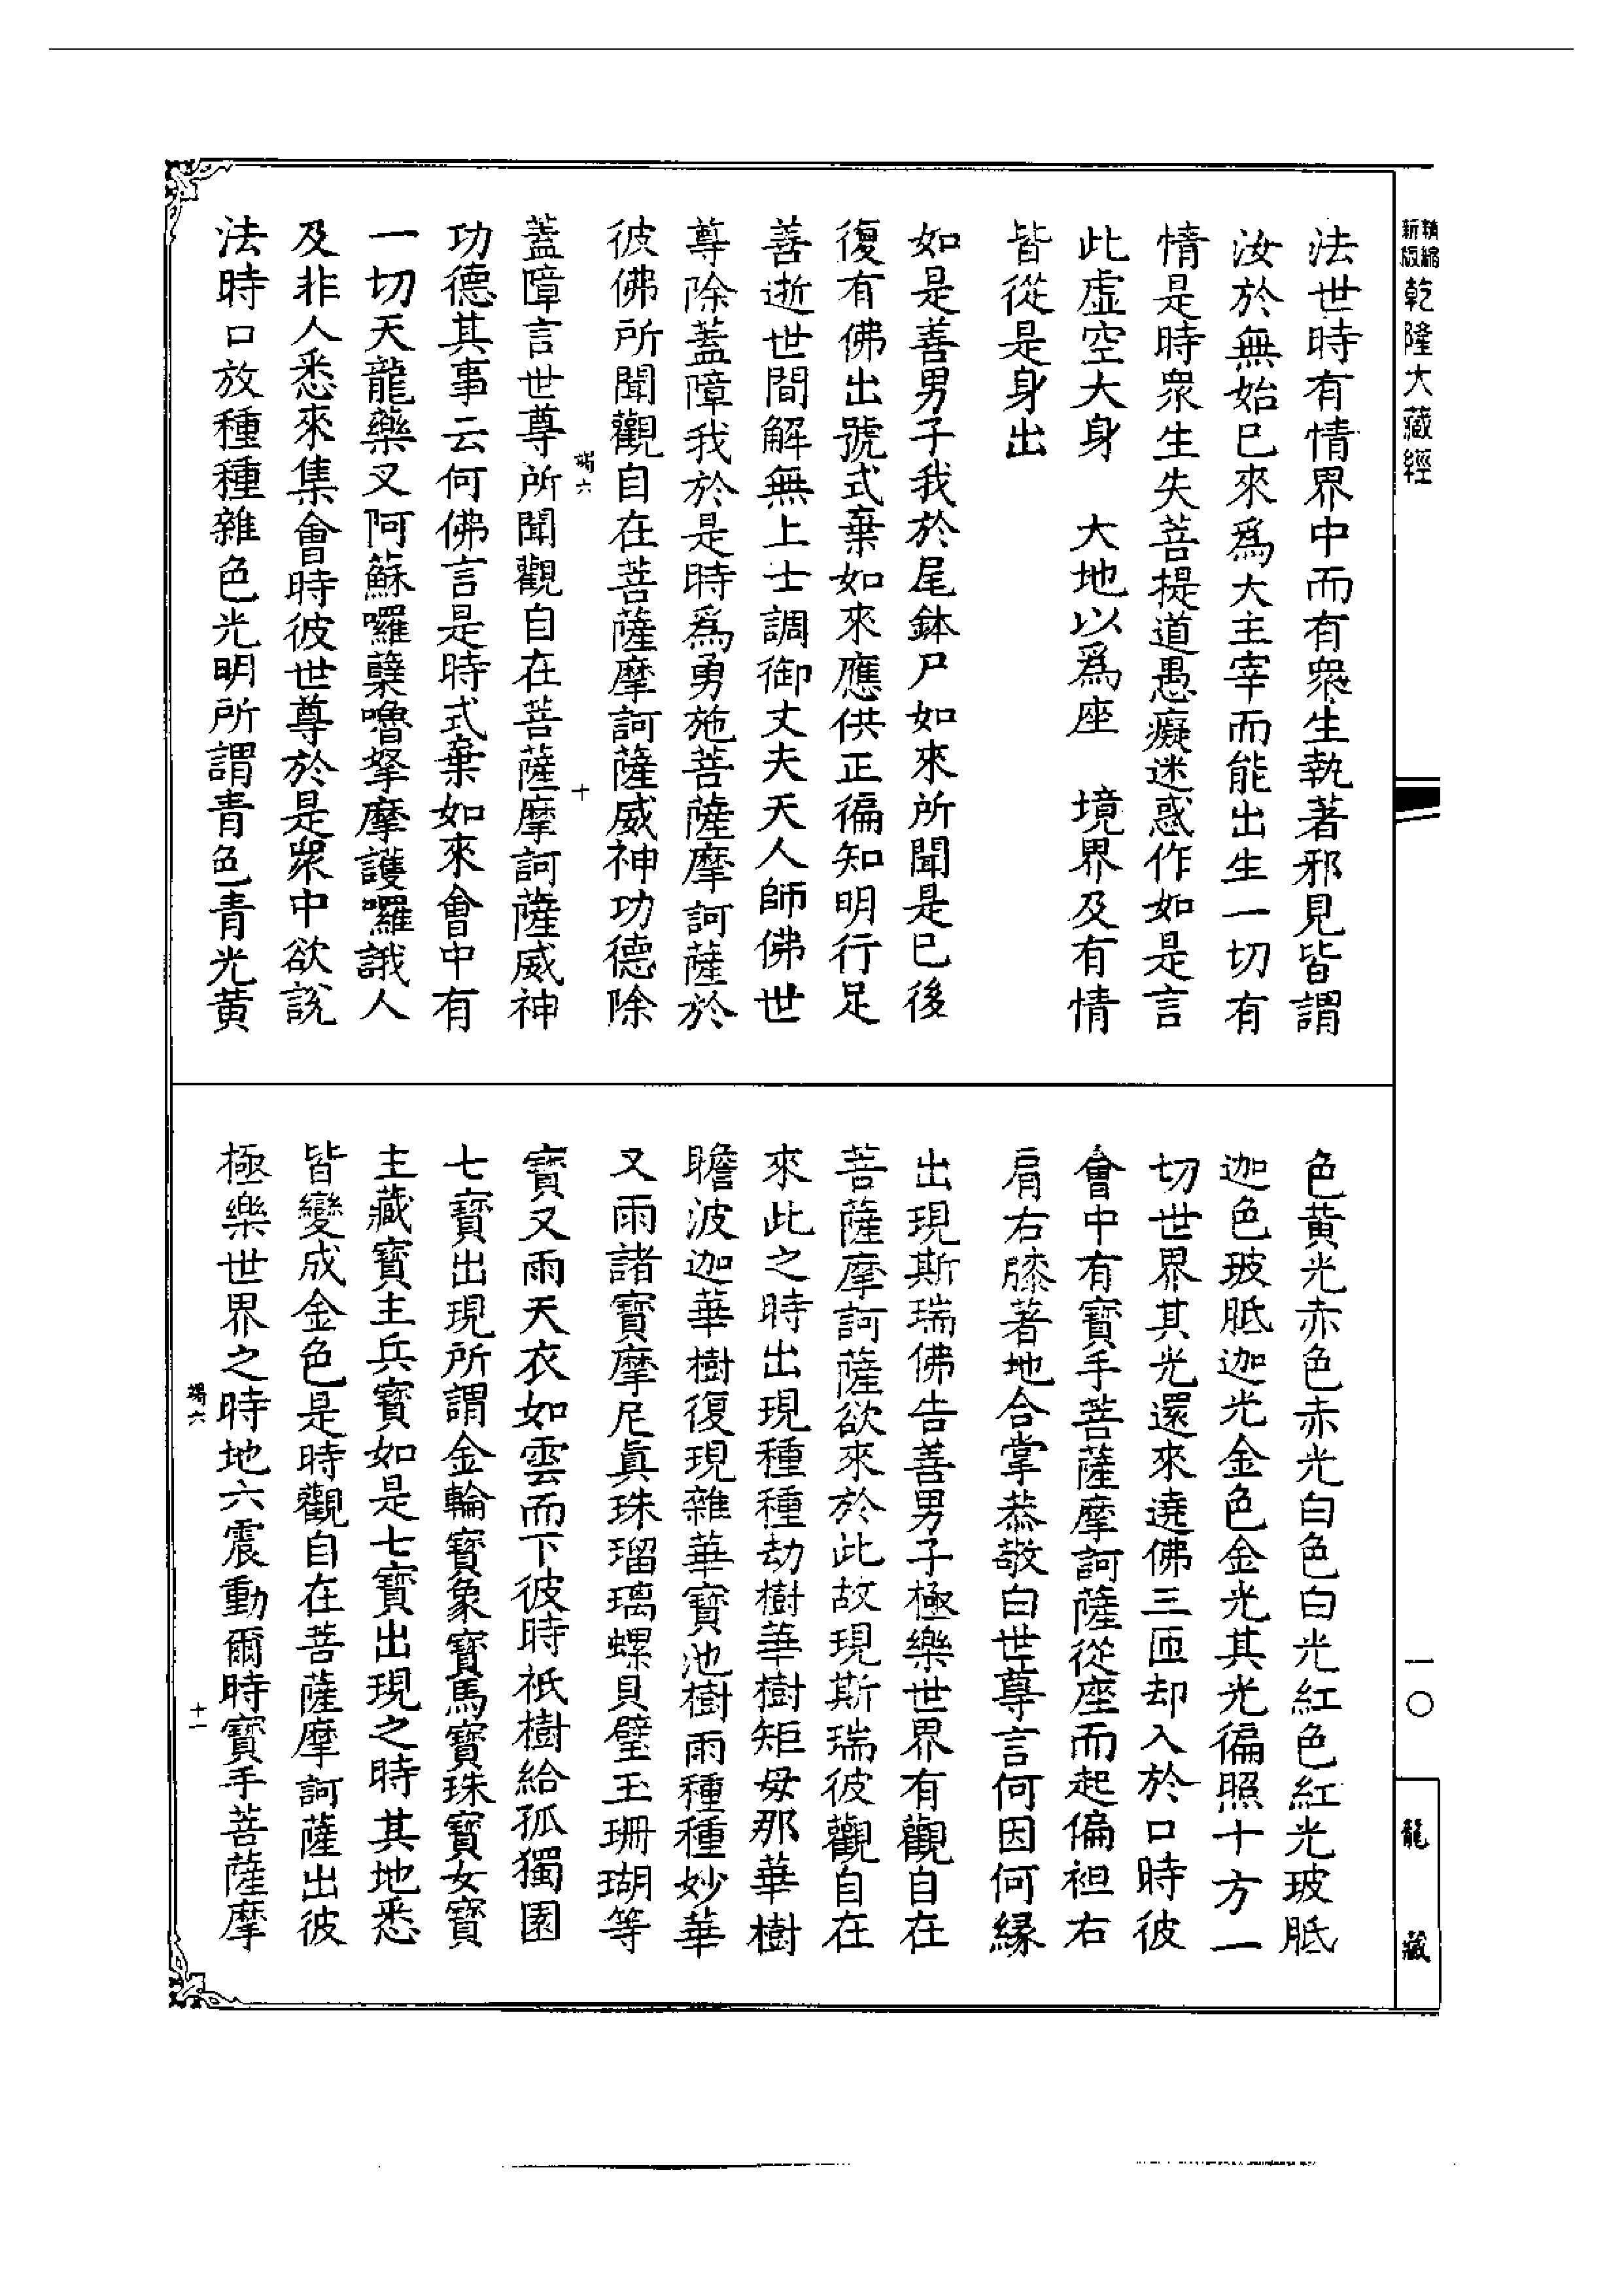 新版精縮乾隆大藏經
一〇
龍藏
法世時有情界中而有衆生執著邪見皆謂
汝於無始已來爲大主宰而能出生一切有
情是時衆生失菩提道愚癡迷惑作如是言
此虛空大身　大地以爲座　境界及有情
皆從是身出
如是善男子我於尾鉢尸如來所聞是已後
復有佛出號式棄如來應供正徧知明行足
善逝世間解無上士調御丈夫天人師佛世
尊除蓋障我於是時爲勇施菩薩摩訶薩於
彼佛所聞觀自在菩薩摩訶薩威神功德除
端六
十
蓋障言世尊所聞觀自在菩薩摩訶薩威神
功德其事云何佛言是時式棄如來會中有
一切天龍藥叉阿蘇囉蘖嚕拏摩護囉誐人
及非人悉來集會時彼世尊於是衆中欲說
法時口放種種雜色光明所謂青色青光黃
色黃光赤色赤光白色白光紅色紅光玻胝
迦色玻胝迦光金色金光其光徧照十方一
切世界其光還來遶佛三匝却入於口時彼
會中有寶手菩薩摩訶薩從座而起偏袒右
肩右膝著地合掌恭敬白世尊言何因何緣
出現斯瑞佛告善男子極樂世界有觀自在
菩薩摩訶薩欲來於此故現斯瑞彼觀自在
來此之時出現種種劫樹華樹矩毋那華樹
瞻波迦華樹復現雜華寶池樹雨種種妙華
又雨諸寶摩尼眞珠瑠璃螺貝璧玉珊瑚等
寶又雨天衣如雲而下彼時祇樹給孤獨園
七寶出現所謂金輪寶象寶馬寶珠寶女寶
主藏寶主兵寶如是七寶出現之時其地悉
皆變成金色是時觀自在菩薩摩訶薩出彼
極樂世界之時地六震動爾時寶手菩薩摩
端六
十一